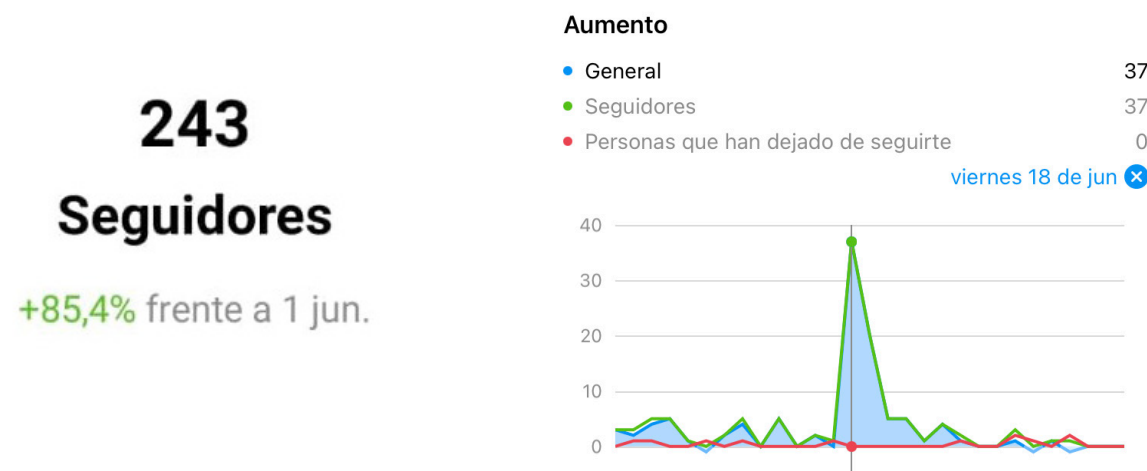 243
Seguidores
+85,4% frente a 1 jun.
Aumento
General 37
Seguidores 37
Personas que han dejado de seguirte 0
viernes 18 de jun
40
30
20
10
0